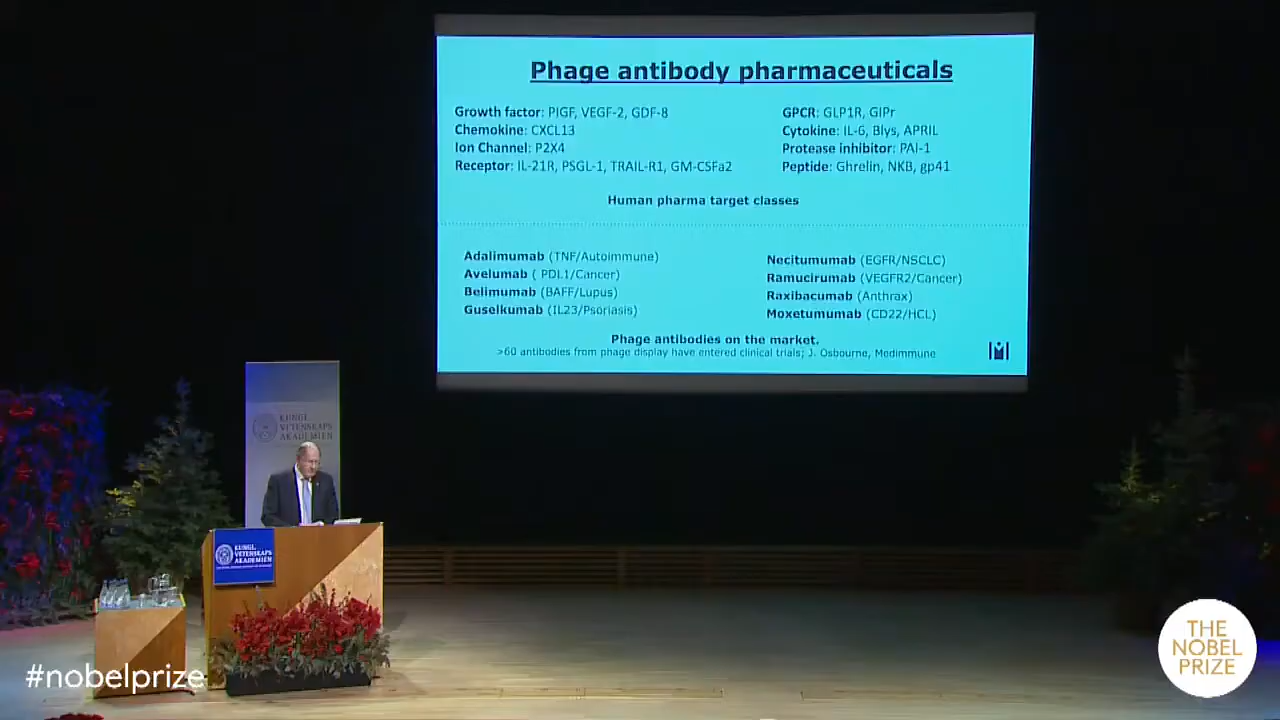 Phage antibody pharmaceuticals
Growth factor: PlGF, VEGF-2, GDF-8
Chemokine: CXCL13
Ion Channel: P2X4
Receptor: IL-21R, PSGL-1, TRAIL-R1, GM-CSFa2
GPCR: GLP1R, GIPr
Cytokine: IL-6, Blys, APRIL
Protease inhibitor: PAI-1
Peptide: Ghrelin, NKB, gp41
Human pharma target classes
Adalimumab (TNF/Autoimmune)
Avelumab ( PDL1/Cancer)
Belimumab (BAFF/Lupus)
Guselkumab (IL23/Psoriasis)
Necitumumab (EGFR/NSCLC)
Ramucirumab (VEGFR2/Cancer)
Raxibacumab (Anthrax)
Moxetumumab (CD22/HCL)
Phage antibodies on the market.
>60 antibodies from phage display have entered clinical trials; J. Osbourne, Medimmune
KUNGL.
VETENSKAPS
AKADEMIEN
KUNGL.
VETENSKAPS
AKADEMIEN
#nobelprize
THE
NOBEL
PRIZE